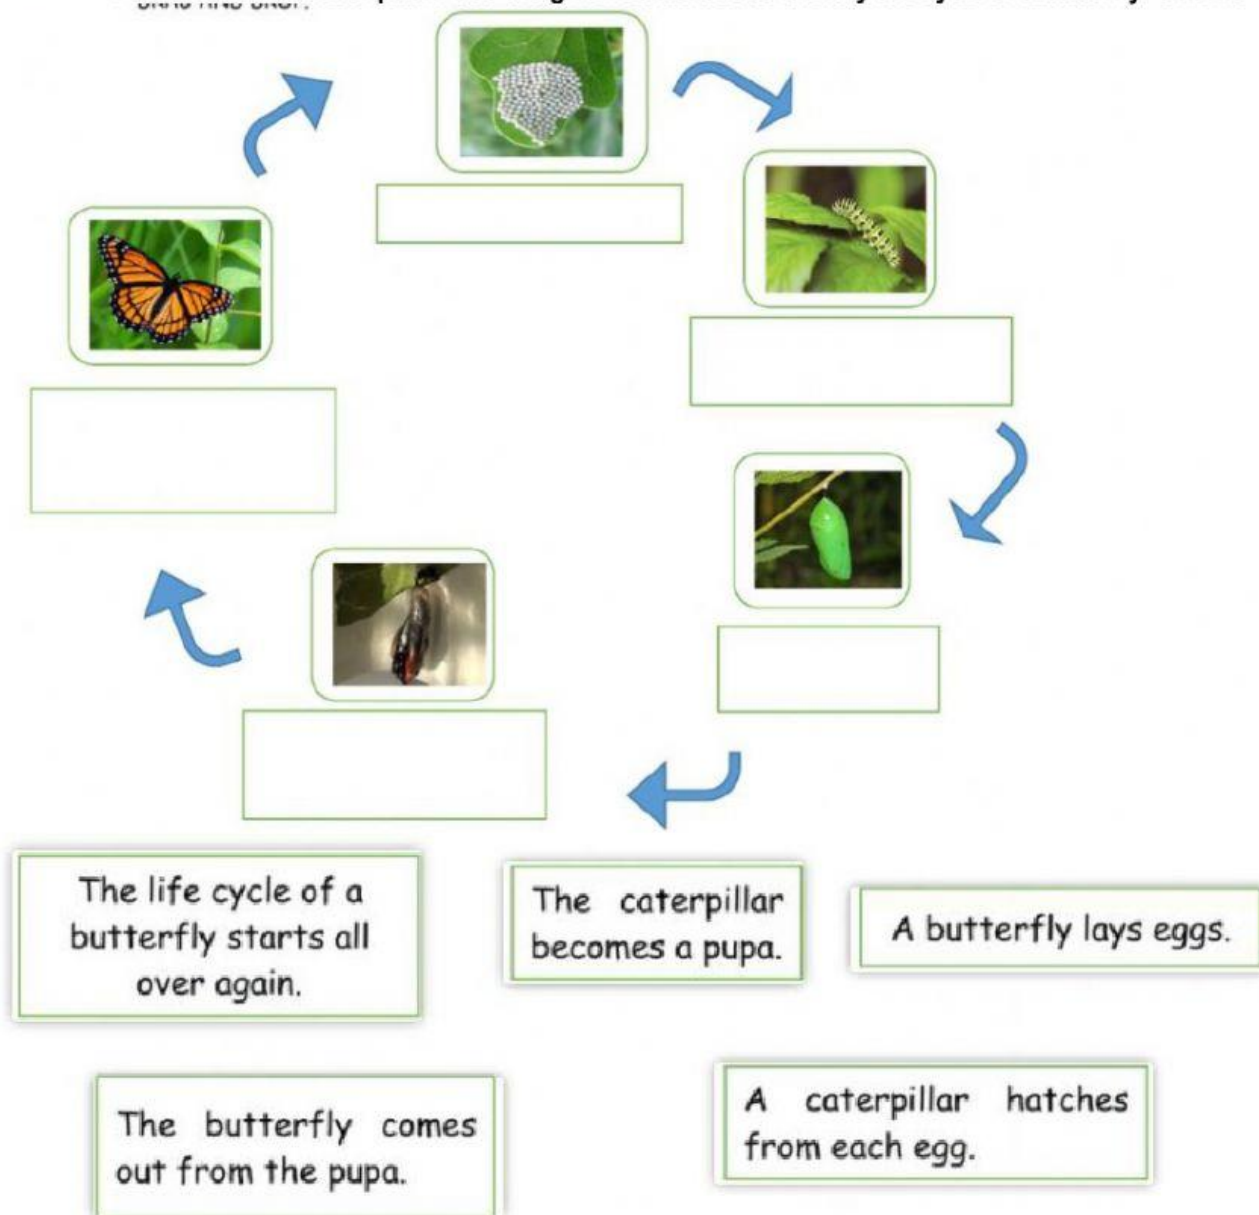 The life cycle of a
butterfly starts all
over again.
The caterpillar
becomes a pupa.
A butterfly lays eggs.
The butterfly comes
out from the pupa.
A caterpillar hatches
from each egg.